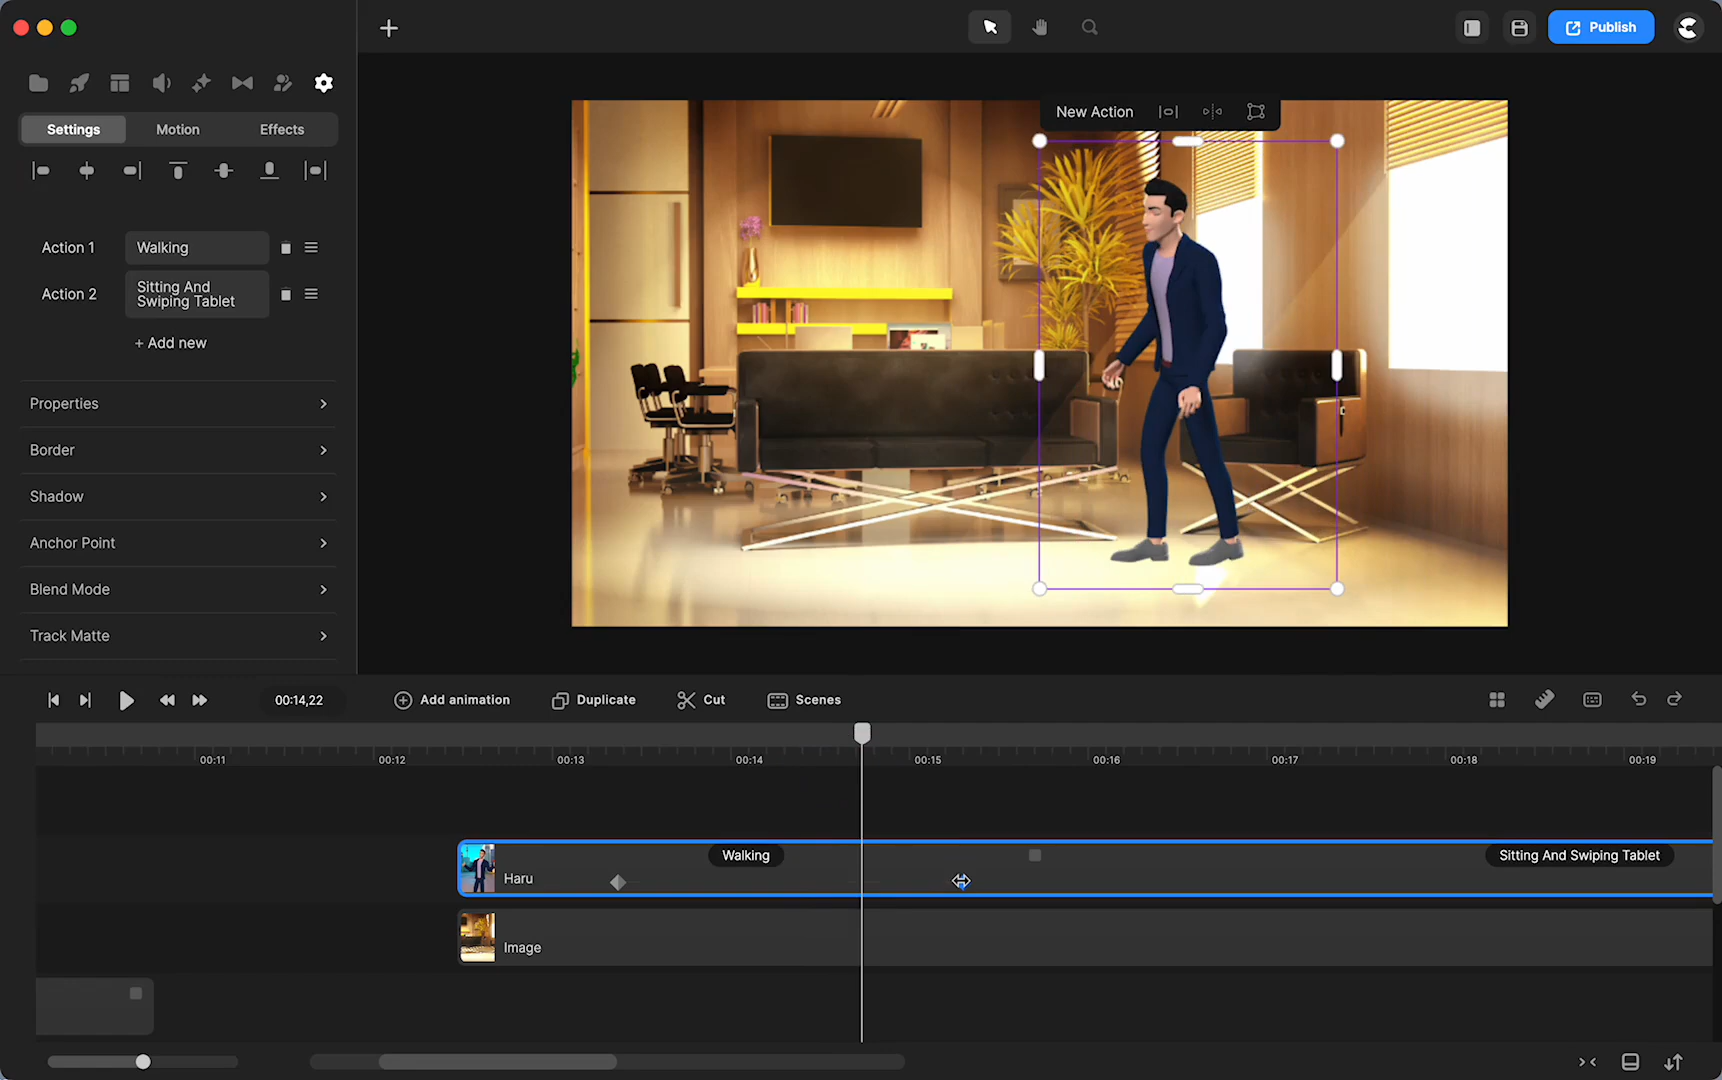 Publish
Settings
Motion
Effects
New Action
Action 1
Walking
Action 2
Sitting And
Swiping Tablet
+ Add new
Properties
Border
Shadow
Anchor Point
Blend Mode
Track Matte
00:14,22
Add animation
Duplicate
Cut
Scenes
00:11
00:12
00:13
00:14
00:15
00:16
00:17
00:18
00:19
Walking
Sitting And Swiping Tablet
Haru
Image